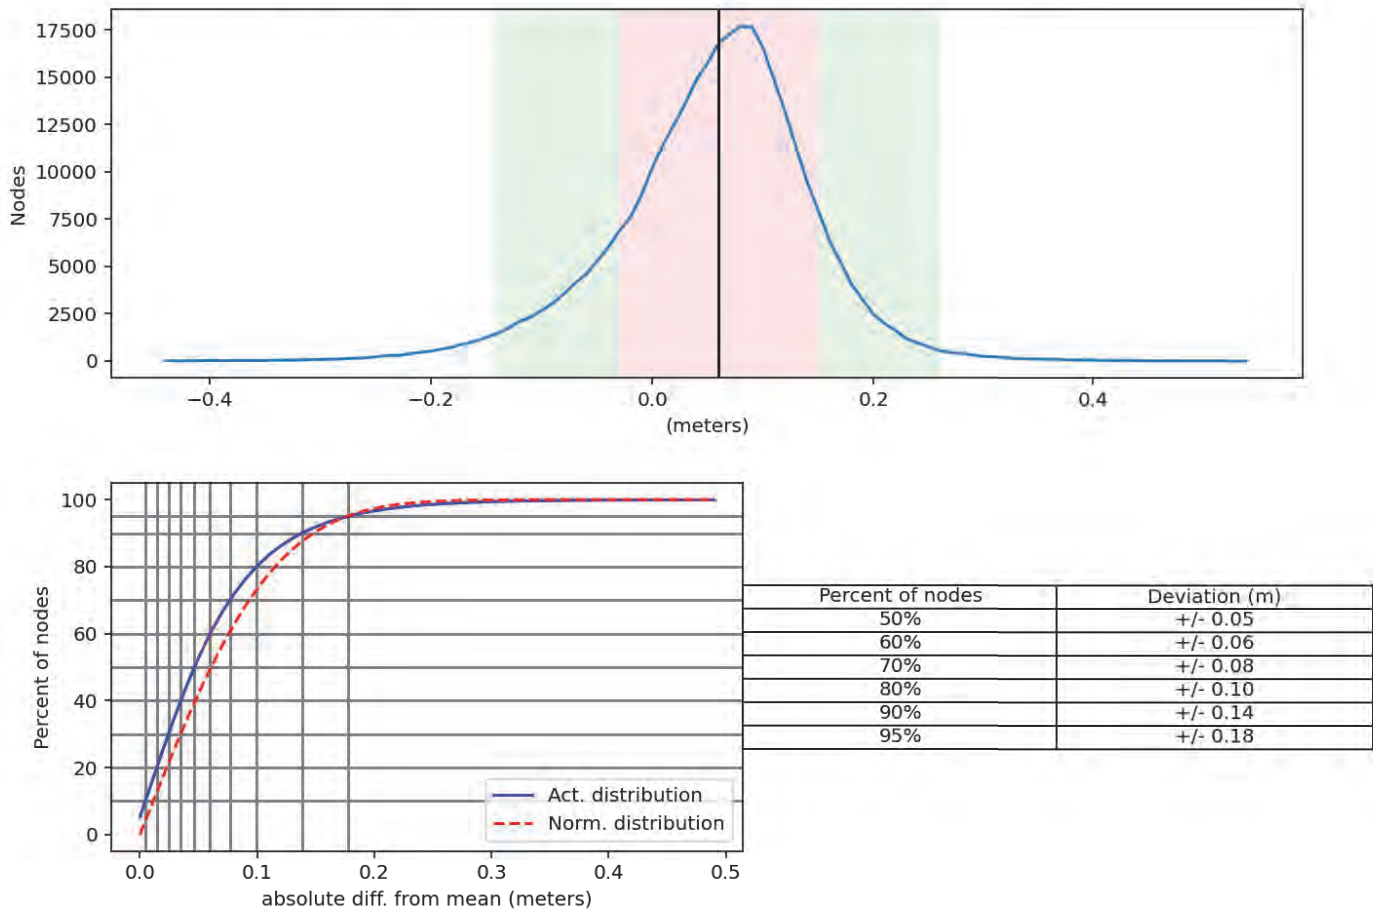 17500
15000
12500
10000
7500
5000
2500
0
Nodes
−0.4 −0.2 0.0 0.2 0.4
(meters)
100
80
60
40
20
0
Percent of nodes
Act. distribution
Norm. distribution
0.0 0.1 0.2 0.3 0.4 0.5
absolute diff. from mean (meters)
Percent of nodes Deviation (m)
50% +/- 0.05
60% +/- 0.06
70% +/- 0.08
80% +/- 0.10
90% +/- 0.14
95% +/- 0.18